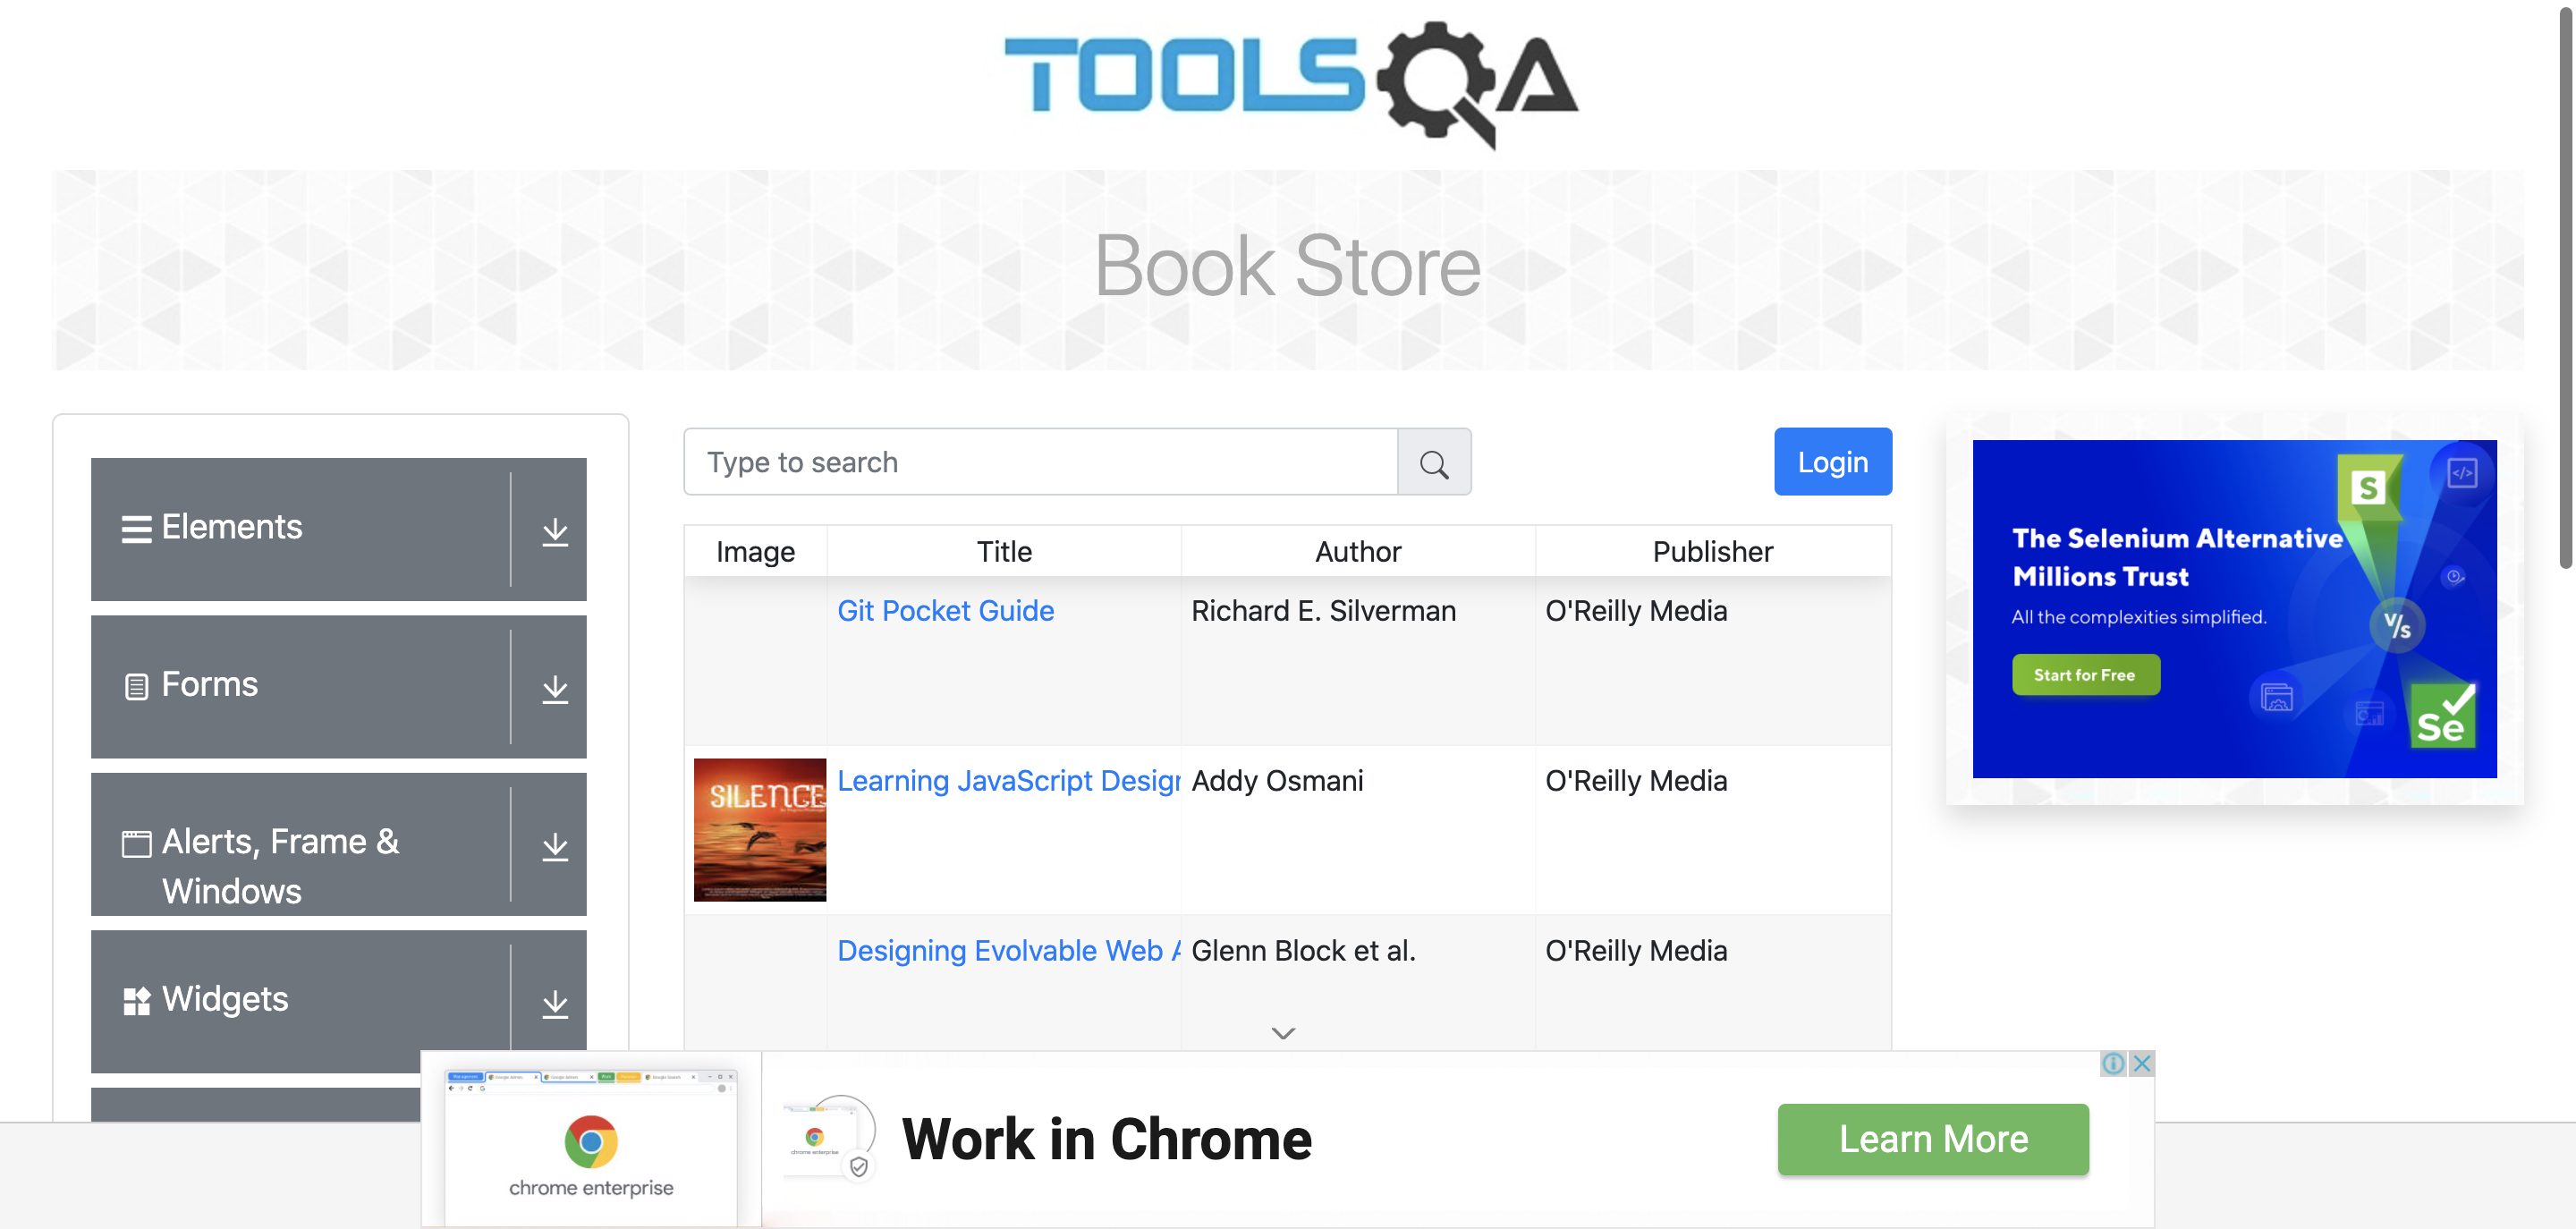 TOOLSQA
Book Store
Elements
Forms
Alerts, Frame &
Windows
Widgets
Type to search
Login
Image Title Author Publisher
Git Pocket Guide Richard E. Silverman O'Reilly Media
SILENCE
Learning JavaScript Design Addy Osmani O'Reilly Media
Designing Evolvable Web A Glenn Block et al. O'Reilly Media
S
</>
The Selenium Alternative
Millions Trust
All the complexities simplified.
V/s
Start for Free
Se
chrome enterprise
chrome enterprise
Work in Chrome
Learn More